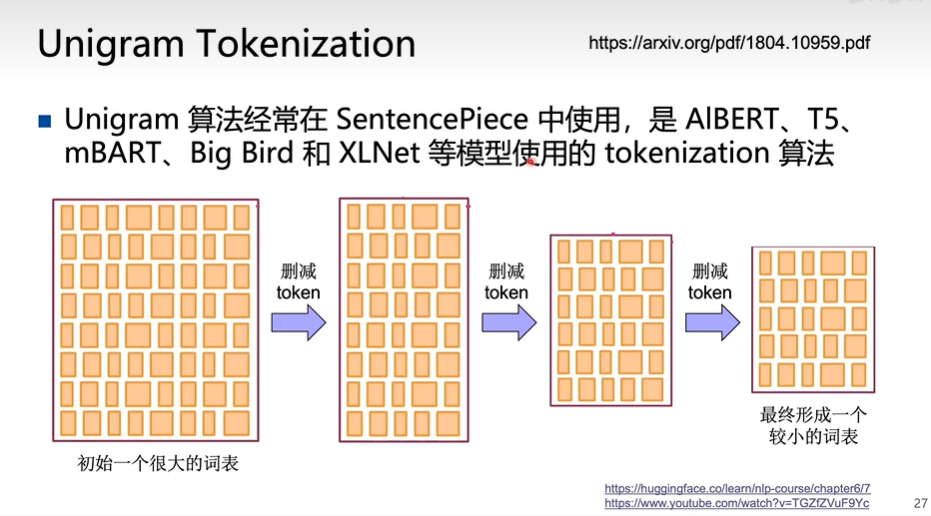 Unigram Tokenization
https://arxiv.org/pdf/1804.10959.pdf
Unigram 算法经常在 SentencePiece 中使用，是 AlBERT、T5、
mBART、Big Bird 和 XLNet 等模型使用的 tokenization 算法
删减
token
删减
token
删减
token
初始一个很大的词表
最终形成一个
较小的词表
https://huggingface.co/learn/nlp-course/chapter6/7
https://www.youtube.com/watch?v=TGZfZVuF9Yc
27